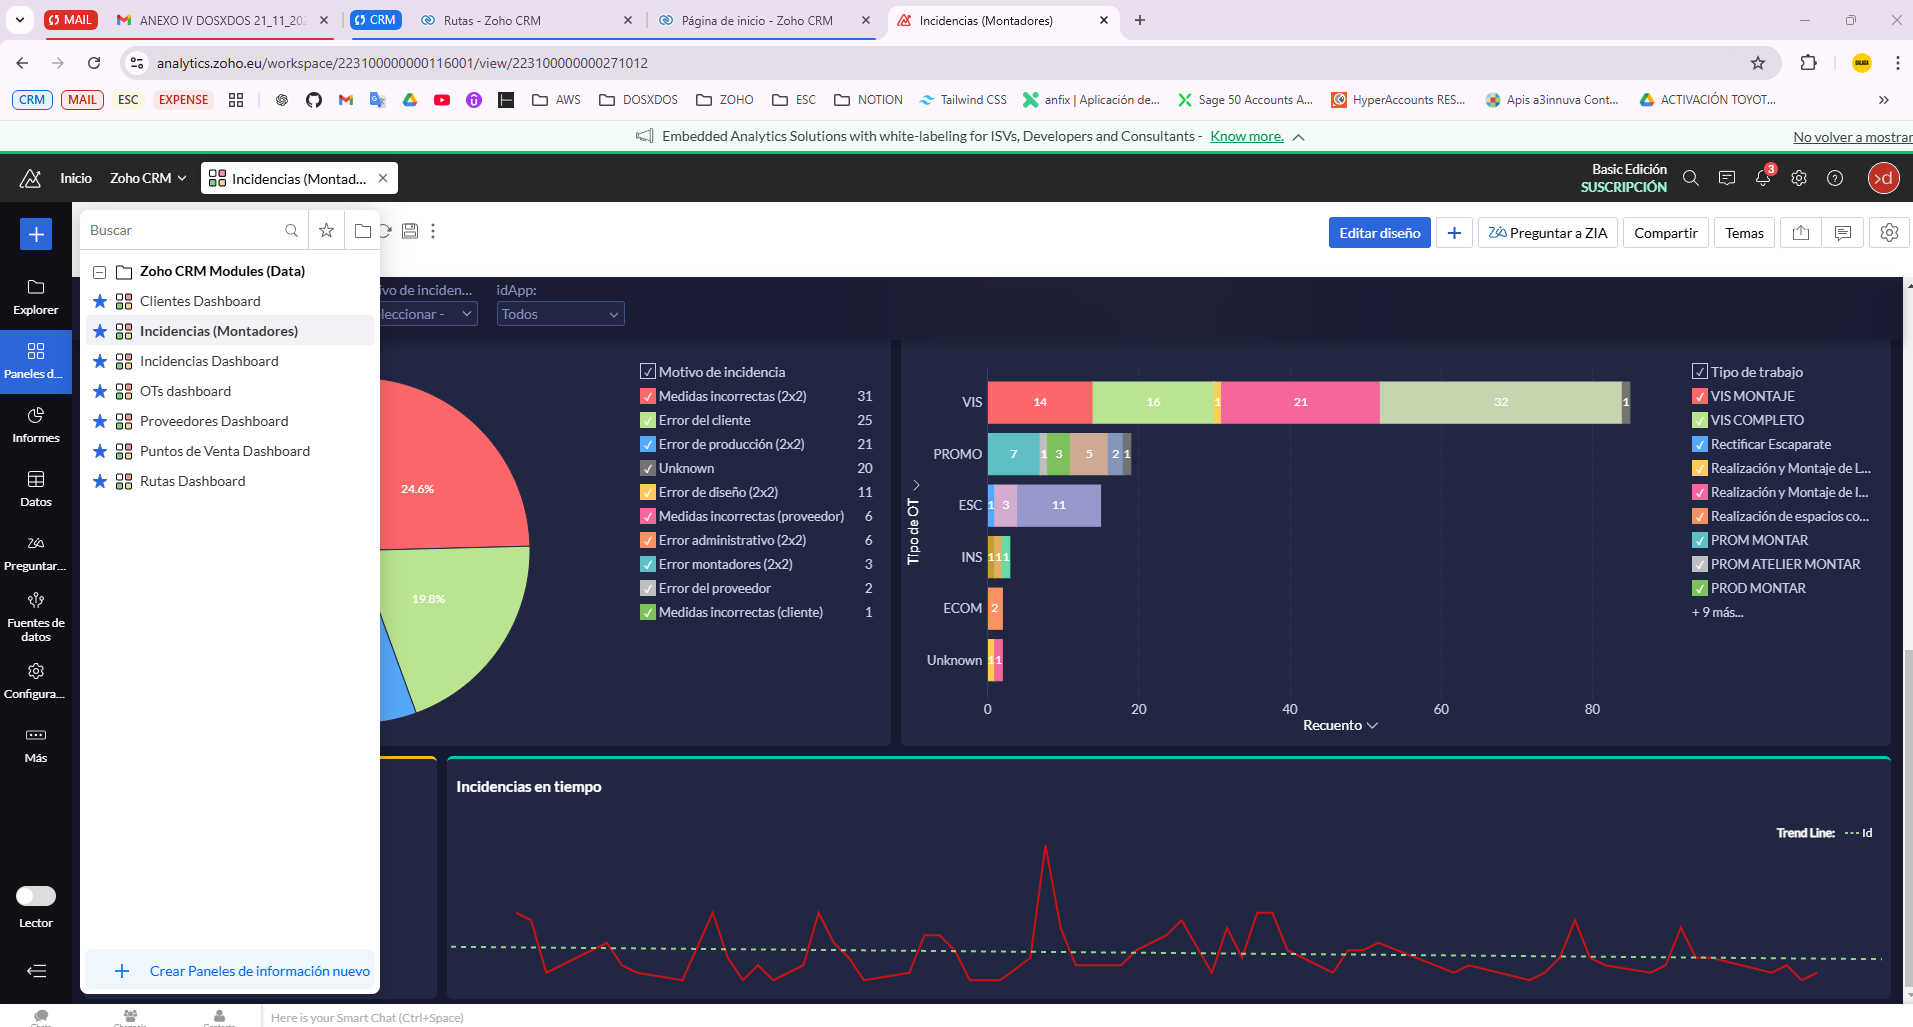 MAIL
ANEXO IV DOSXDOS 21_11_202
CRM
Rutas - Zoho CRM
Página de inicio - Zoho CRM
Incidencias (Montadores)
analytics.zoho.eu/workspace/223100000000116001/view/223100000000271012
CRM
MAIL
ESC
EXPENSE
AWS
DOSXDOS
ZOHO
ESC
NOTION
Tailwind CSS
anfix | Aplicación de...
Sage 50 Accounts A...
HyperAccounts RES...
Apis a3innuva Cont...
ACTIVACIÓN TOYOT...
Embedded Analytics Solutions with white-labeling for ISVs, Developers and Consultants - Know more.
No volver a mostrar
Inicio
Zoho CRM
Incidencias (Montad...
Basic Edición
SUSCRIPCIÓN
3
>d
Buscar
Editar diseño
Preguntar a ZIA
Compartir
Temas
Explorer
Paneles d...
Informes
Datos
Preguntar...
Fuentes de
datos
Configura...
Más
Lector
Zoho CRM Modules (Data)
Clientes Dashboard
Incidencias (Montadores)
Incidencias Dashboard
OTs dashboard
Proveedores Dashboard
Puntos de Venta Dashboard
Rutas Dashboard
Crear Paneles de información nuevo
ivo de inciden...
leccionar -
idApp:
Todos
24.6%
19.8%
Motivo de incidencia
Medidas incorrectas (2x2) 31
Error del cliente 25
Error de producción (2x2) 21
Unknown 20
Error de diseño (2x2) 11
Medidas incorrectas (proveedor) 6
Error administrativo (2x2) 6
Error montadores (2x2) 3
Error del proveedor 2
Medidas incorrectas (cliente) 1
Tipo de OT
VIS 14 16 1 21 32 1
PROMO 7 1 3 5 2 1
ESC 1 3 11
INS 1 1 1
ECOM 2
Unknown 1 1
0 20 40 60 80
Recuento
Tipo de trabajo
VIS MONTAJE
VIS COMPLETO
Rectificar Escaparate
Realización y Montaje de L...
Realización y Montaje de I...
Realización de espacios co...
PROM MONTAR
PROM ATELIER MONTAR
PROD MONTAR
+ 9 más...
Incidencias en tiempo
Trend Line: Id
Here is your Smart Chat (Ctrl+Space)